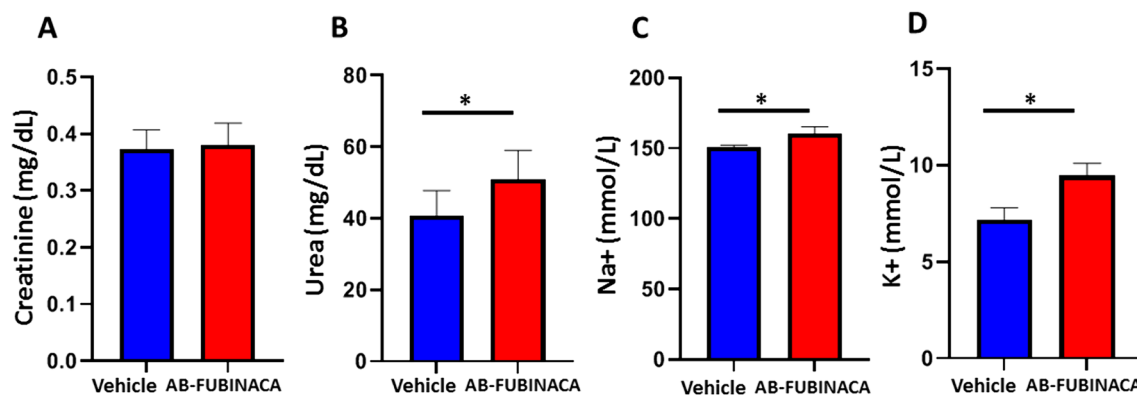 A
Creatinine (mg/dL)
0.5
0.4
0.3
0.2
0.1
0.0
Vehicle AB-FUBINACA
B
Urea (mg/dL)
80
60
40
20
0
*
Vehicle AB-FUBINACA
C
Na+ (mmol/L)
200
150
100
50
0
*
Vehicle AB-FUBINACA
D
K+ (mmol/L)
15
10
5
0
*
Vehicle AB-FUBINACA